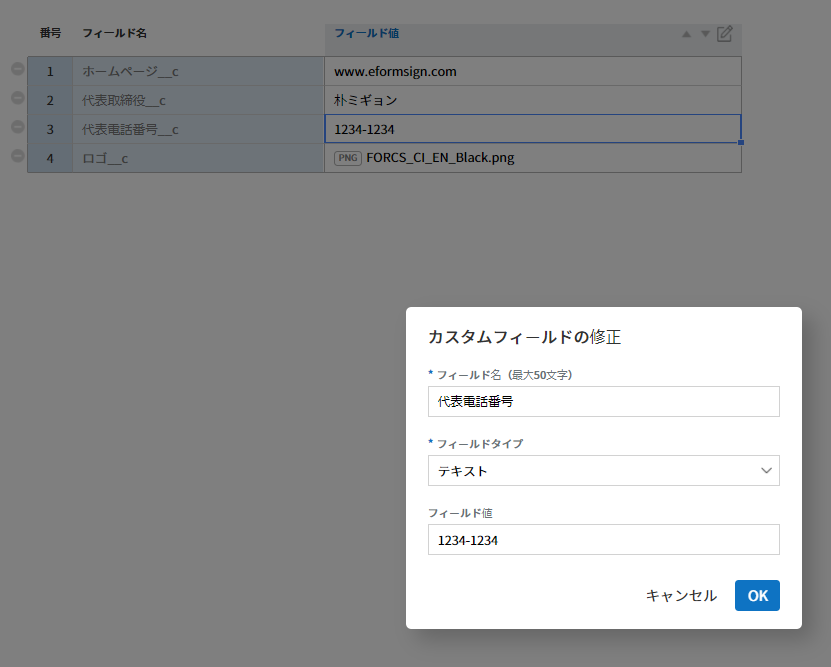 番号 フィールド名 フィールド値
1 ホームページ__c www.eformsign.com
2 代表取締役__c 朴ミギョン
3 代表電話番号__c 1234-1234
4 ロゴ__c PNG FORCS_CI_EN_Black.png
カスタムフィールドの修正
* フィールド名（最大50文字）
代表電話番号
* フィールドタイプ
テキスト
フィールド値
1234-1234
キャンセル OK